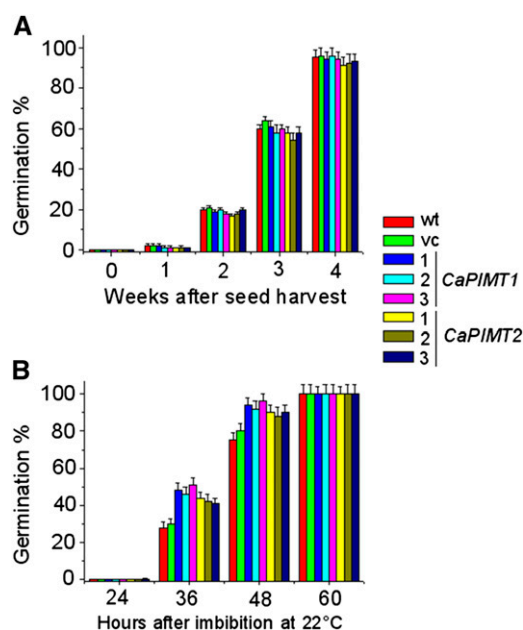 A
Germination %
100
80
60
40
20
0
0 1 2 3 4
Weeks after seed harvest
wt
vc
1
2 CaPIMT1
3
1
2 CaPIMT2
3
B
Germination %
100
80
60
40
20
0
24 36 48 60
Hours after imbibition at 22°C